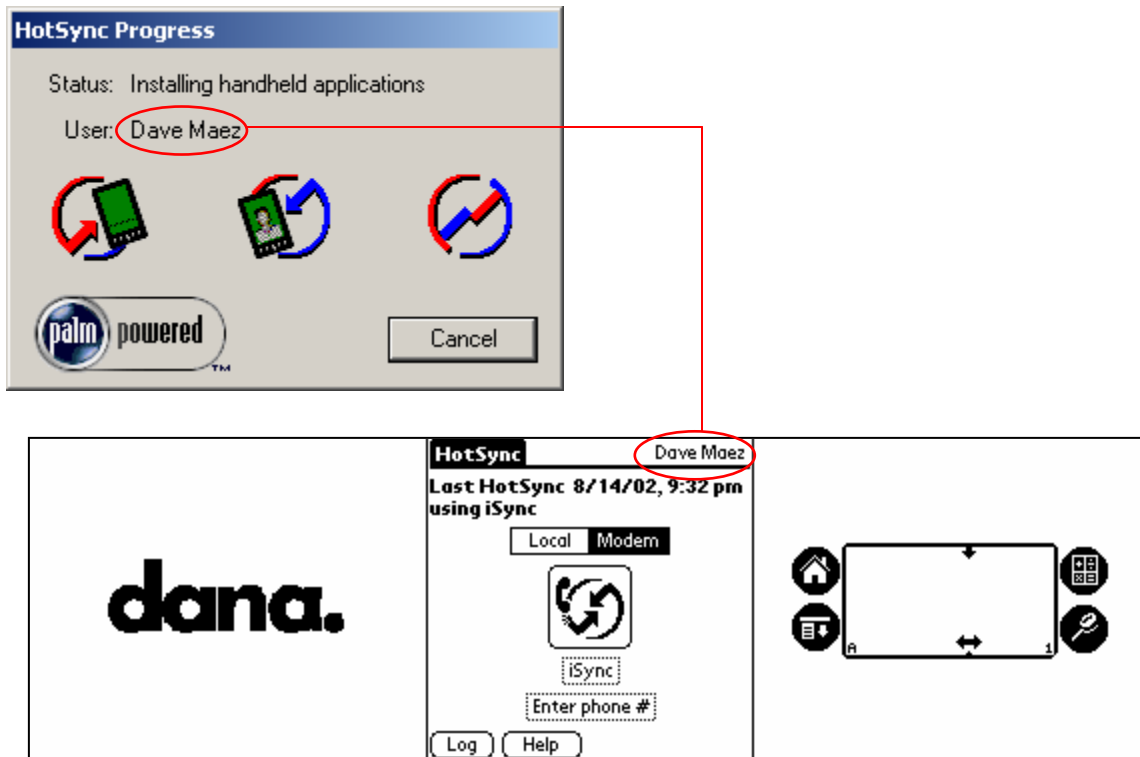 HotSync Progress
Status: Installing handheld applications
User: Dave Maez
palm powered ™
Cancel
HotSync Dave Maez
Last HotSync 8/14/02, 9:32 pm
using iSync
Local Modem
dana.
iSync
Enter phone #
A 1
Log Help